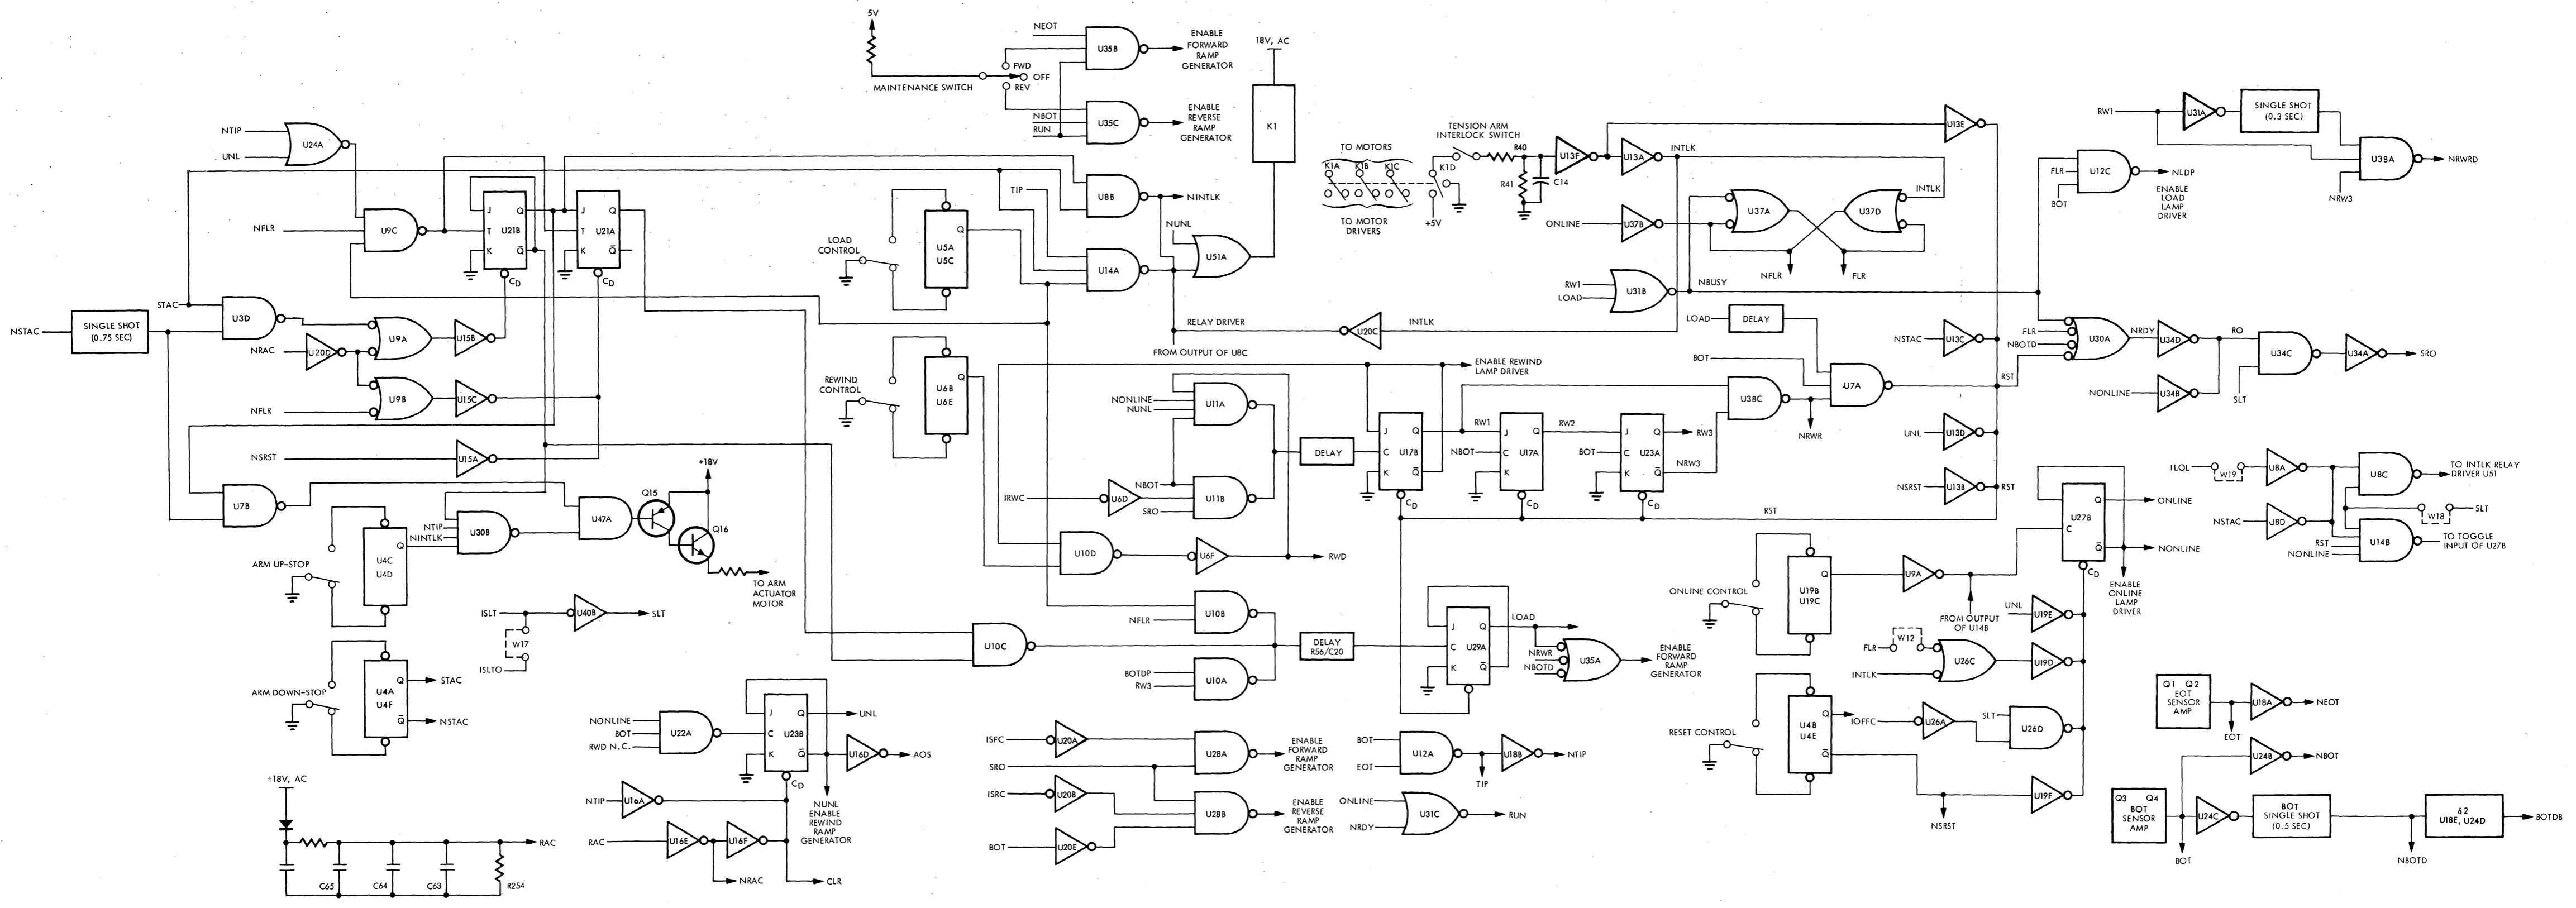 5V
MAINTENANCE SWITCH
FWD
OFF
REV
NEOT
U35B
ENABLE
FORWARD
RAMP
GENERATOR
NBOT
RUN
U35C
ENABLE
REVERSE
RAMP
GENERATOR
18V, AC
K1
NTIP
UNL
U24A
NFLR
U9C
J
T
K
Q
Q̅
U21B
CD
J
T
K
Q
Q̅
U21A
CD
STAC
NSTAC
SINGLE SHOT
(0.75 SEC)
U3D
NRAC
U20D
U9A
U15B
U9B
U15C
NFLR
NSRST
U15A
U7B
NTIP
NINTLK
U30B
U47A
Q15
+18V
Q16
TO ARM
ACTUATOR
MOTOR
ARM UP-STOP
U4C
U4D
Q
ARM DOWN-STOP
U4A
U4F
Q
Q̅
STAC
NSTAC
ISLT
W17
ISLTO
U40B
SLT
+18V, AC
C65
C64
C63
R254
RAC
LOAD
CONTROL
U5A
U5C
Q
REWIND
CONTROL
U6B
U6E
Q
TIP
U8B
NINTLK
U14A
NUNL
U51A
RELAY DRIVER
FROM OUTPUT OF U8C
U20C
INTLK
TO MOTORS
K1A
K1B
K1C
TO MOTOR
DRIVERS
K1D
+5V
TENSION ARM
INTERLOCK SWITCH
R40
R41
C14
U13F
U13A
INTLK
U13E
ONLINE
U37B
U37A
U37D
INTLK
NFLR
FLR
RW1
LOAD
U31B
NBUSY
LOAD
DELAY
BOT
U7A
NSTAC
U13C
RST
UNL
U13D
NSRST
U13B
RST
ENABLE REWIND
LAMP DRIVER
NONLINE
NUNL
U11A
NBOT
IRWC
U6D
SRO
U11B
DELAY
U10D
U6F
RWD
J
C
K
Q
Q̅
U17B
CD
RW1
NBOT
J
C
K
Q
Q̅
U17A
CD
RW2
BOT
J
C
K
Q
Q̅
U23A
CD
RW3
NRW3
U38C
NRWR
RST
NFLR
U10B
U10C
BOTDP
RW3
U10A
DELAY
R56/C20
J
C
K
Q
Q̅
U29A
LOAD
NRWR
NBOTD
U35A
ENABLE
FORWARD
RAMP
GENERATOR
NONLINE
BOT
RWD N.C.
U22A
J
C
K
Q
Q̅
U23B
CD
UNL
U16D
AOS
NUNL
ENABLE
REWIND
RAMP
GENERATOR
NTIP
U16A
RAC
U16E
U16F
NRAC
CLR
ISFC
U20A
SRO
U28A
ENABLE
FORWARD
RAMP
GENERATOR
ISRC
U20B
U28B
ENABLE
REVERSE
RAMP
GENERATOR
BOT
U20E
BOT
EOT
U12A
TIP
U18B
NTIP
ONLINE
NRDY
U31C
RUN
RW1
U31A
SINGLE SHOT
(0.3 SEC)
U38A
NRW3
NRWRD
FLR
BOT
U12C
NLDP
ENABLE
LOAD
LAMP
DRIVER
FLR
NBOTD
U30A
NRDY
U34D
RO
NONLINE
U34B
U34C
SLT
U34A
SRO
ILOL
W19
U8A
U8C
TO INTLK RELAY
DRIVER U51
W18
SLT
NSTAC
U8D
RST
NONLINE
U14B
TO TOGGLE
INPUT OF U27B
ONLINE CONTROL
U19B
U19C
Q
U9A
FROM OUTPUT
OF U14B
U27B
C
Q
Q̅
CD
ONLINE
NONLINE
ENABLE
ONLINE
LAMP
DRIVER
UNL
U19E
W12
FLR
INTLK
U26C
U19D
RESET CONTROL
U4B
U4E
Q
Q̅
IOFFC
U26A
SLT
U26D
U19F
NSRST
Q1 Q2
EOT
SENSOR
AMP
U18A
NEOT
EOT
Q3 Q4
BOT
SENSOR
AMP
U24B
NBOT
BOT
U24C
BOT
SINGLE SHOT
(0.5 SEC)
NBOTD
62
U18E, U24D
BOTDB